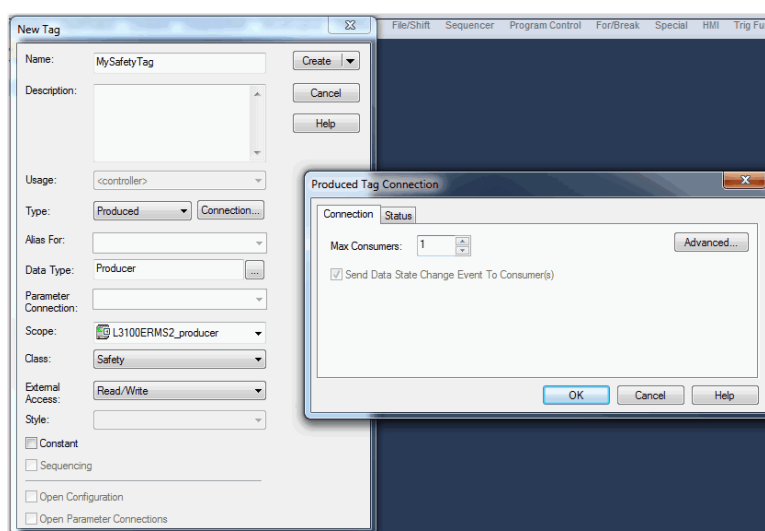 New Tag
File/Shift Sequencer Program Control For/Break Special HMI Trig Fu
Name: MySafetyTag Create
Description: Cancel
Help
Usage: <controller>
Type: Produced Connection...
Alias For:
Data Type: Producer ...
Parameter
Connection:
Scope: L3100ERMS2_producer
Class: Safety
External
Access: Read/Write
Style:
Constant
Sequencing
Open Configuration
Open Parameter Connections
Produced Tag Connection
Connection Status
Max Consumers: 1 Advanced...
Send Data State Change Event To Consumer(s)
OK Cancel Help